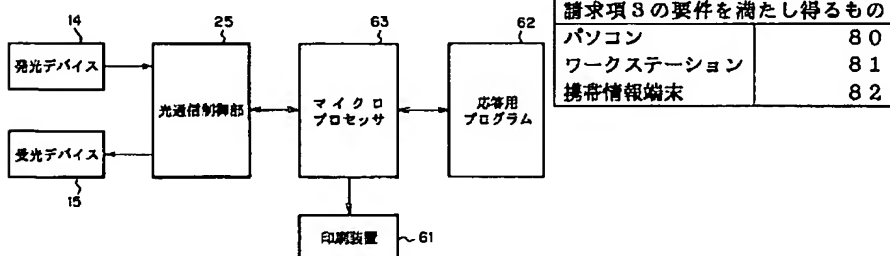 請求項3の要件を満たし得るもの
パソコン 80
ワークステーション 81
携帯情報端末 82
14
発光デバイス
受光デバイス
15
25
光通信制御部
63
マイクロ
プロセッサ
62
応答用
プログラム
印刷装置
61